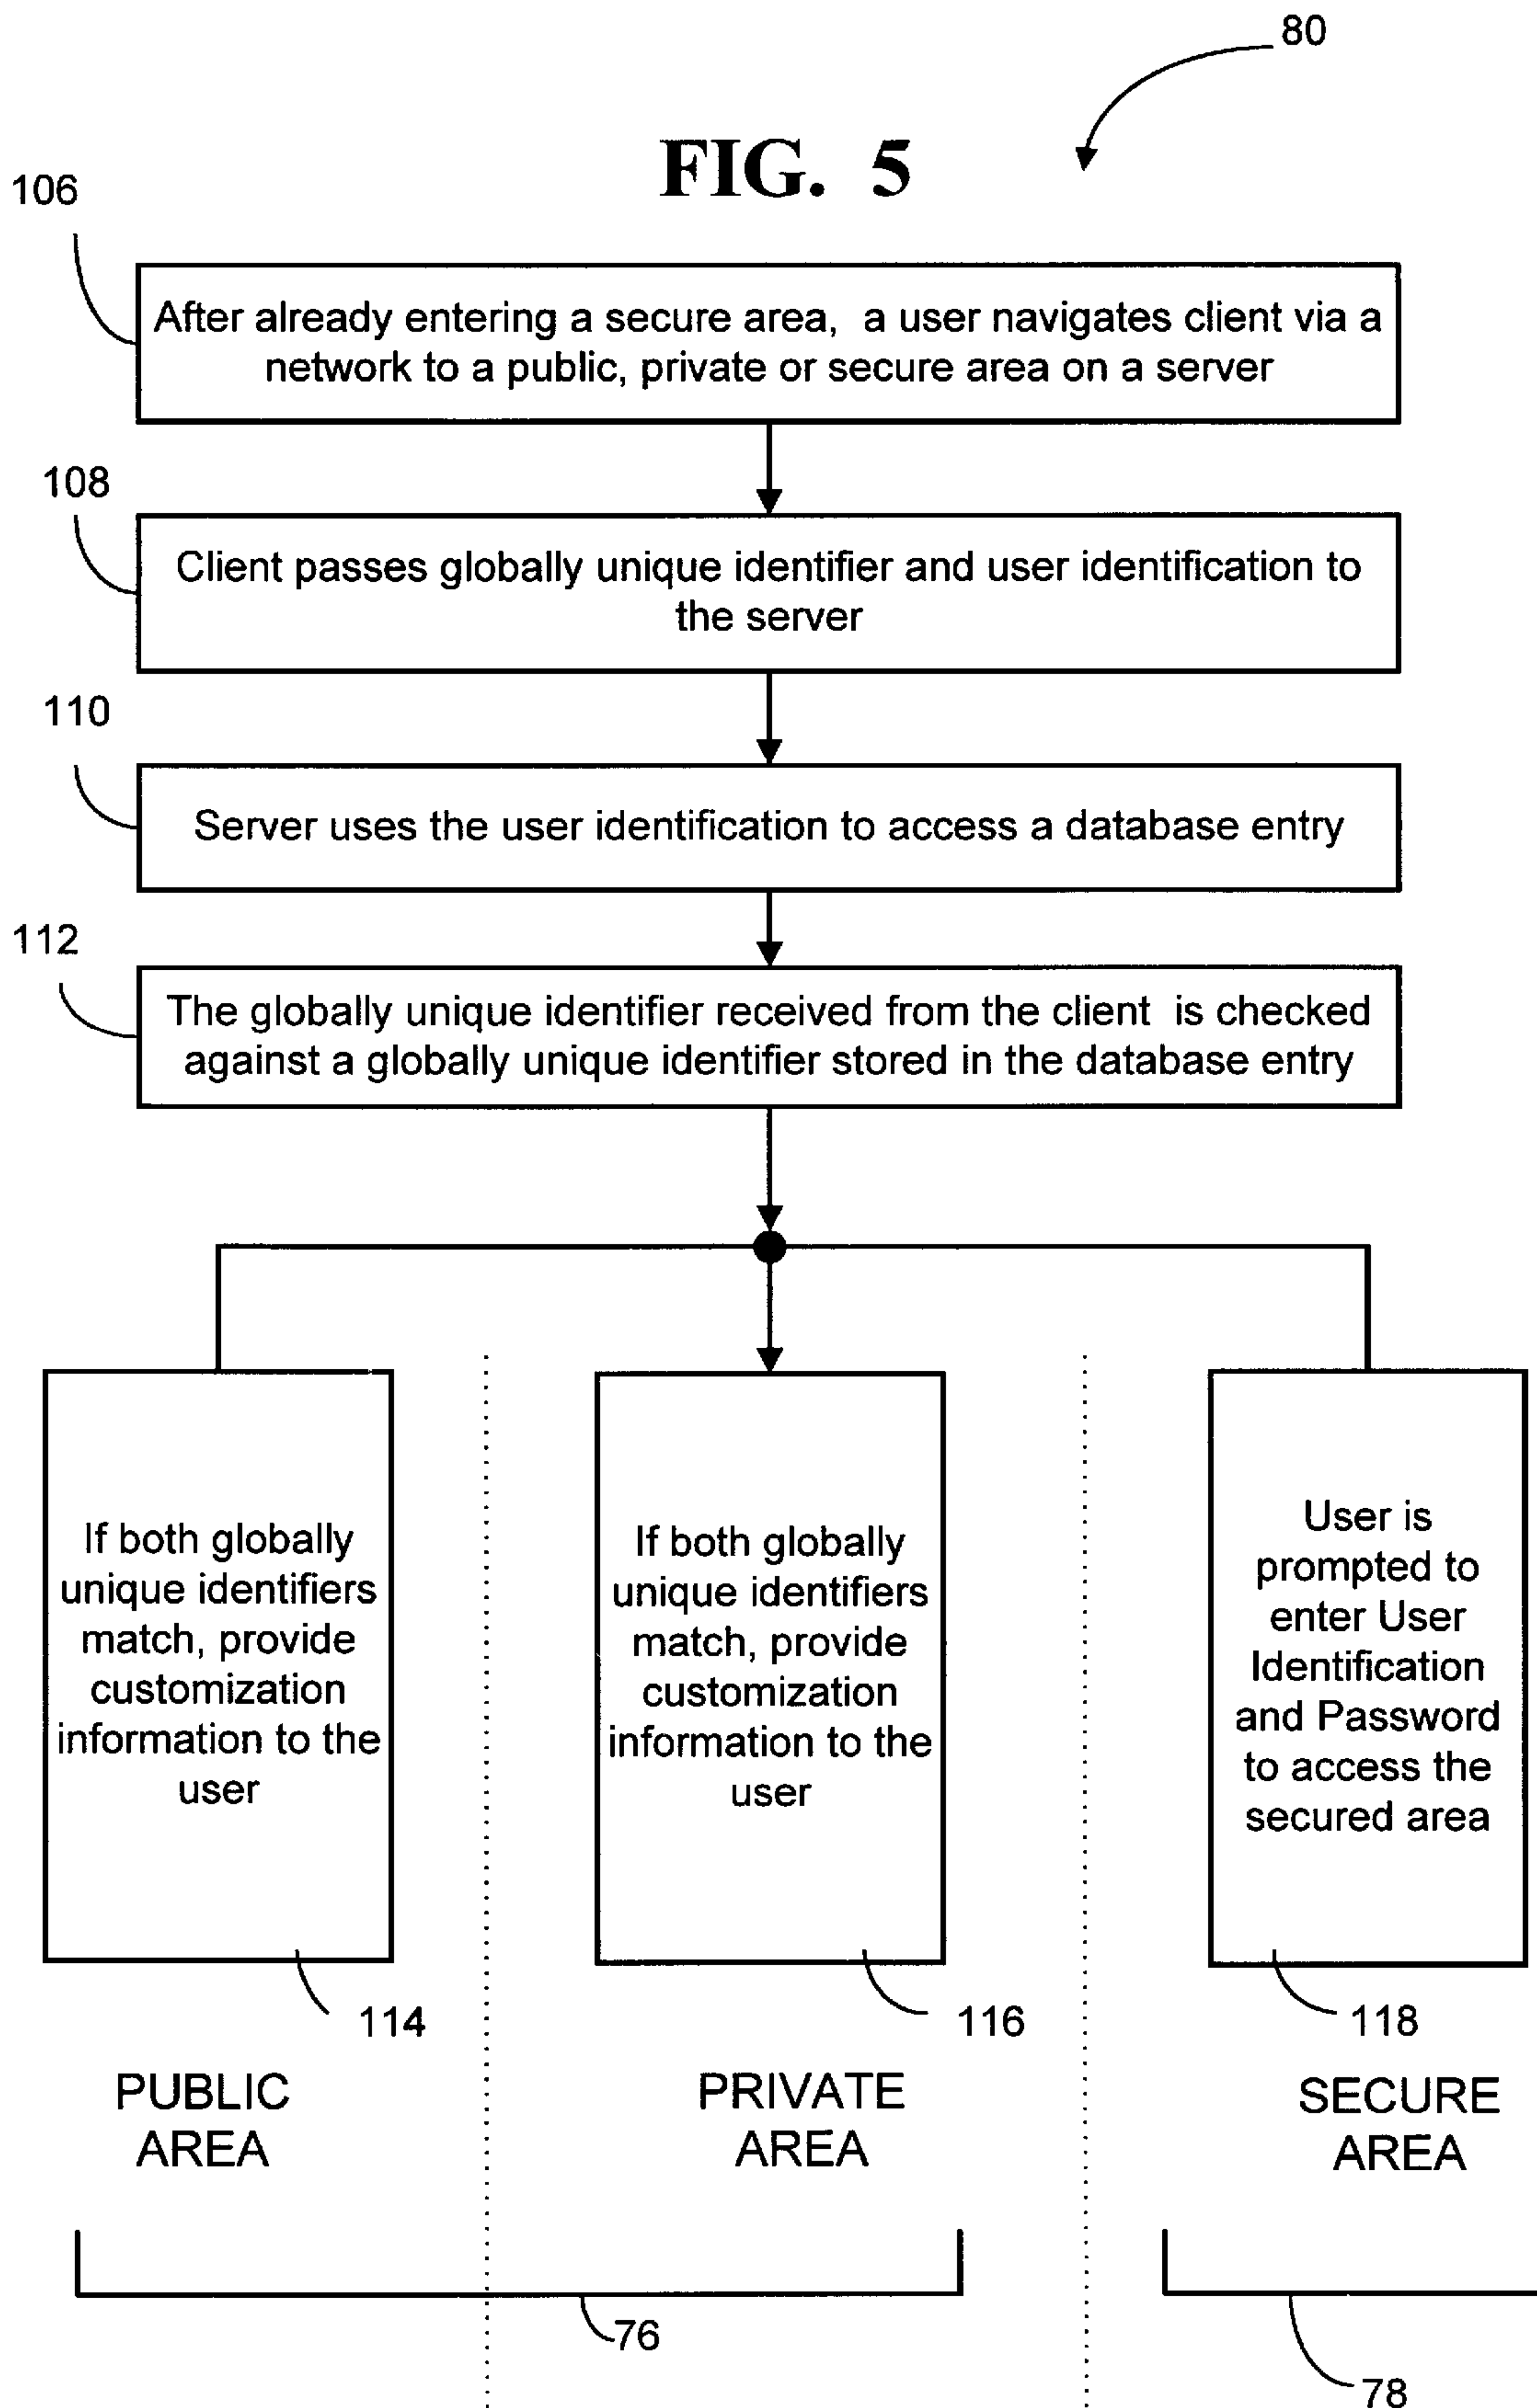 80
FIG. 5
106
After already entering a secure area, a user navigates client via a
network to a public, private or secure area on a server
108
Client passes globally unique identifier and user identification to
the server
110
Server uses the user identification to access a database entry
112
The globally unique identifier received from the client is checked
against a globally unique identifier stored in the database entry
If both globally
unique identifiers
match, provide
customization
information to the
user
114
PUBLIC
AREA
If both globally
unique identifiers
match, provide
customization
information to the
user
116
PRIVATE
AREA
User is
prompted to
enter User
Identification
and Password
to access the
secured area
118
SECURE
AREA
76
78